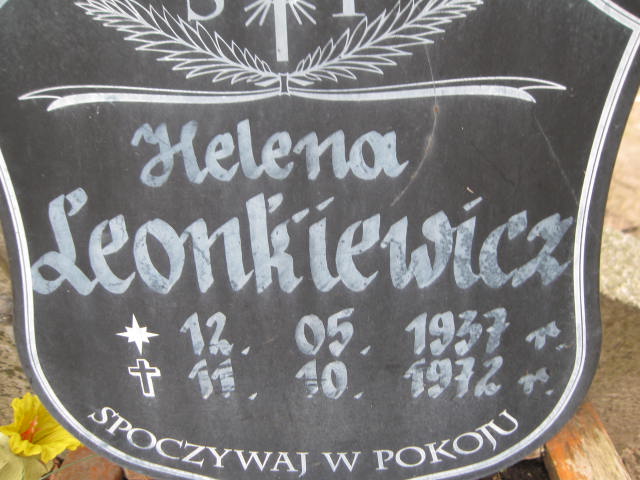 Ś P
Helena
Leonkiewicz
12. 05. 1937 r.
11. 10. 1972 r.
SPOCZYWAJ W POKOJU